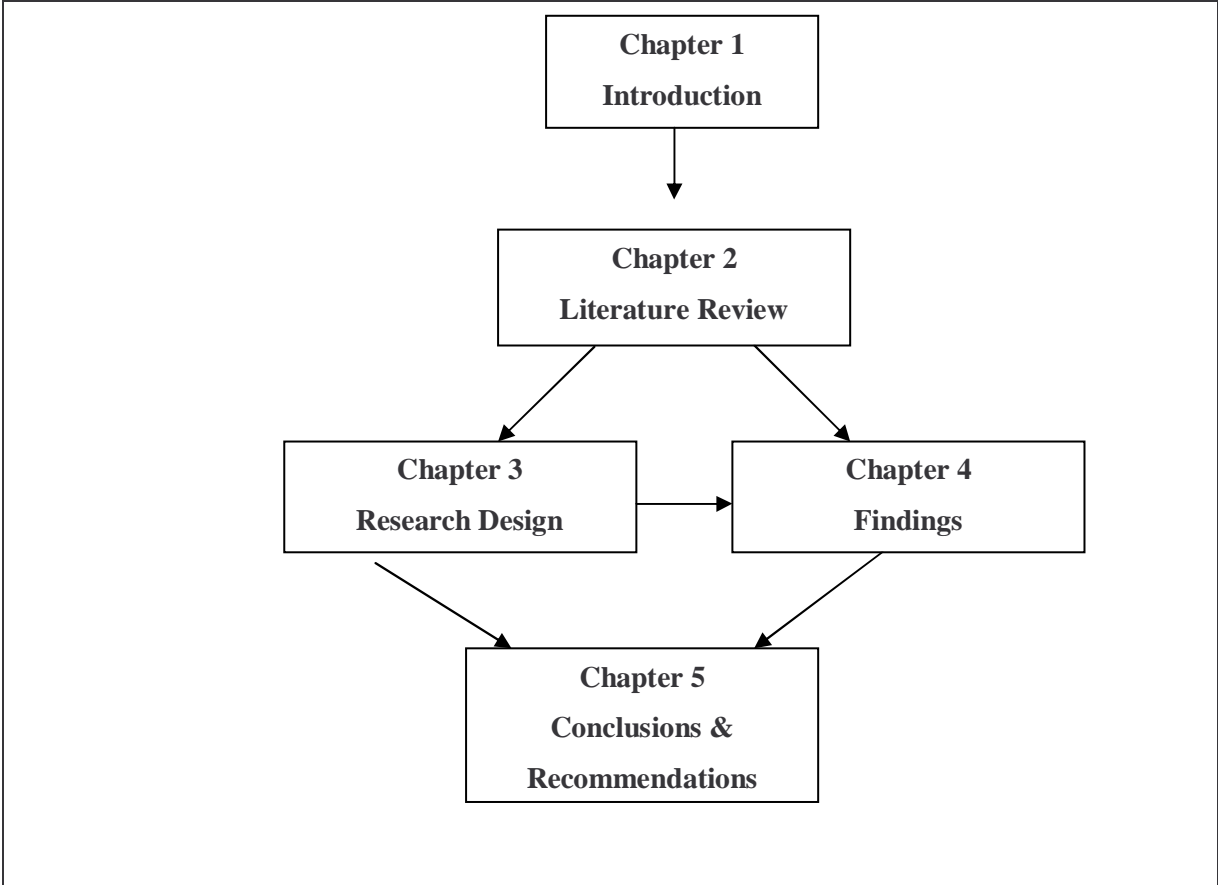 Chapter 1
Introduction
Chapter 2
Literature Review
Chapter 3
Research Design
Chapter 4
Findings
Chapter 5
Conclusions &
Recommendations